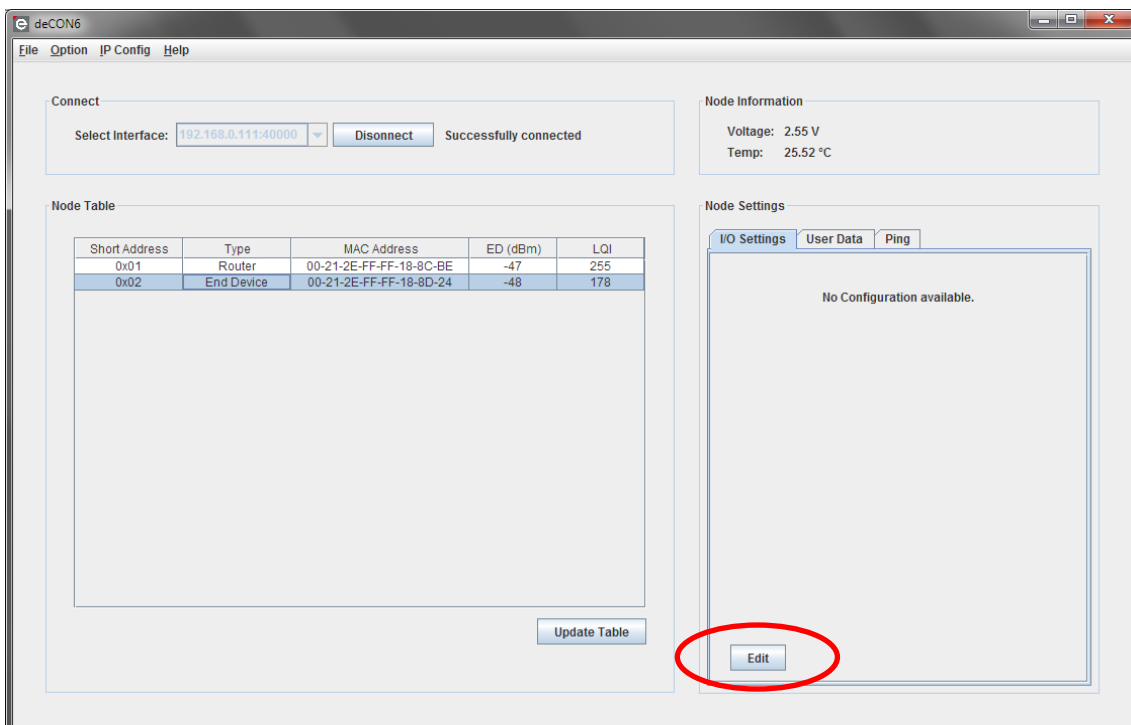 deCON6
File Option IP Config Help
Connect
Select Interface: 192.168.0.111:40000 Disonnect Successfully connected
Node Information
Voltage: 2.55 V
Temp: 25.52 °C
Node Table
Short Address Type MAC Address ED (dBm) LQI
0x01 Router 00-21-2E-FF-FF-18-8C-BE -47 255
0x02 End Device 00-21-2E-FF-FF-18-8D-24 -48 178
Update Table
Node Settings
I/O Settings User Data Ping
No Configuration available.
Edit